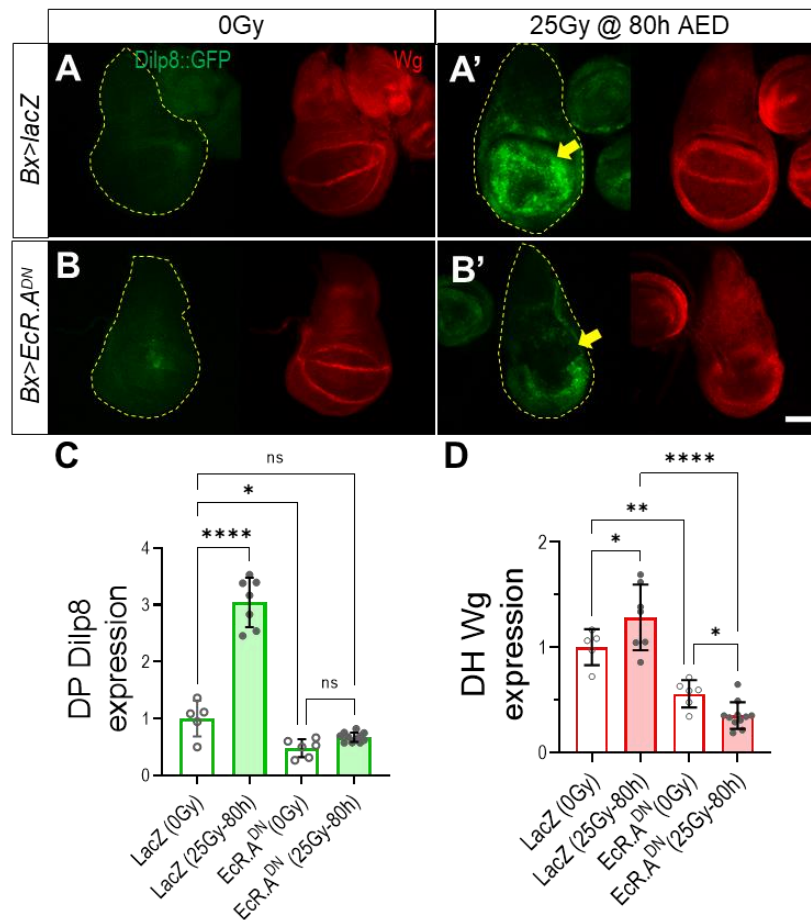 0Gy
25Gy @ 80h AED
Bx>lacZ
A
Dilp8::GFP
Wg
A'
Bx>EcR.A^DN
B
B'
C
ns
*
****
ns
DP Dilp8
expression
4
3
2
1
0
LacZ (0Gy)
LacZ (25Gy-80h)
EcR.A^DN (0Gy)
EcR.A^DN (25Gy-80h)
D
****
**
*
*
DH Wg
expression
2
1
0
LacZ (0Gy)
LacZ (25Gy-80h)
EcR.A^DN (0Gy)
EcR.A^DN (25Gy-80h)